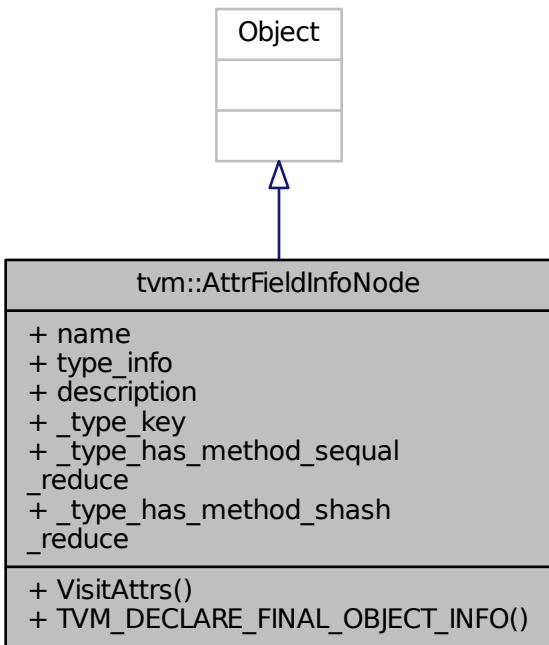 Object
tvm::AttrFieldInfoNode
+ name
+ type_info
+ description
+ _type_key
+ _type_has_method_sequal
_reduce
+ _type_has_method_shash
_reduce
+ VisitAttrs()
+ TVM_DECLARE_FINAL_OBJECT_INFO()